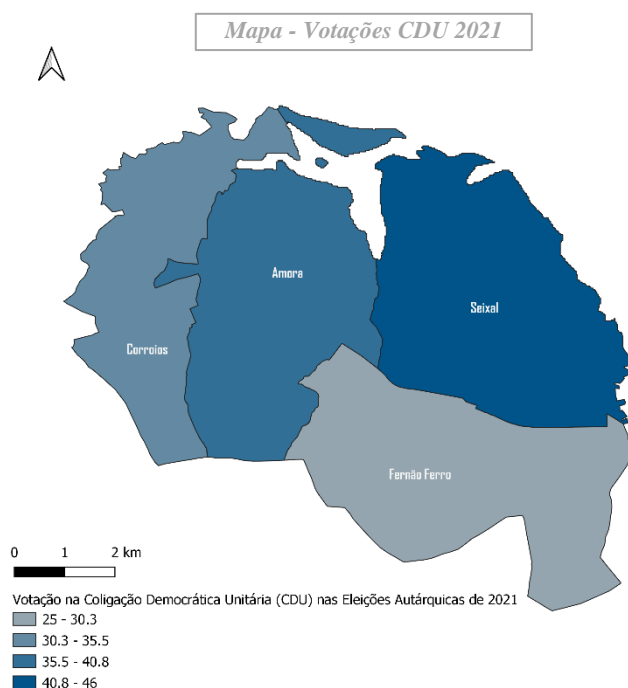 Mapa - Votações CDU 2021
Amora
Seixal
Corroios
Fernão Ferro
0 1 2 km
Votação na Coligação Democrática Unitária (CDU) nas Eleições Autárquicas de 2021
25 - 30.3
30.3 - 35.5
35.5 - 40.8
40.8 - 46